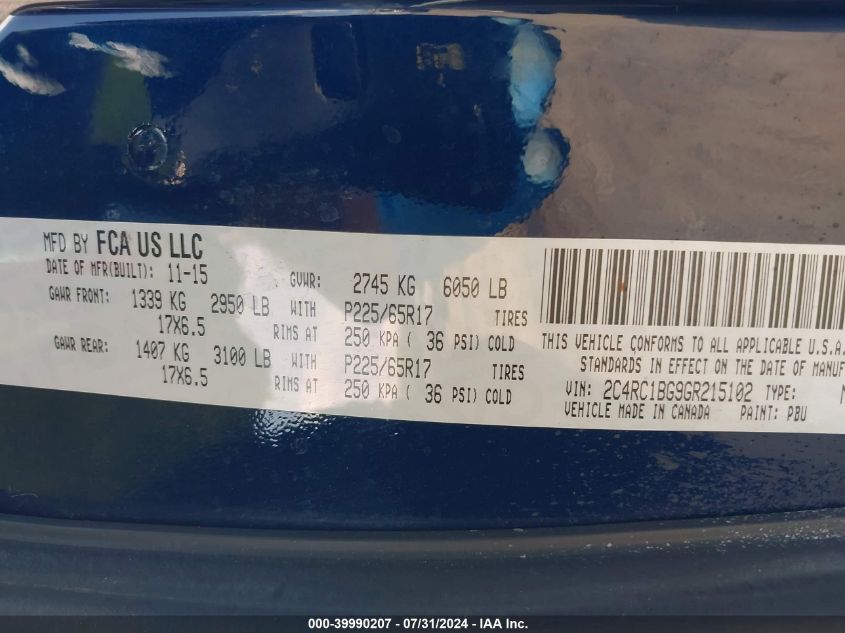 MFD BY FCA US LLC
DATE OF MFR(BUILT): 11-15 GVWR: 2745 KG 6050 LB
GAWR FRONT: 1339 KG 2950 LB WITH P225/65R17 TIRES
17X6.5 RIMS AT 250 KPA ( 36 PSI) COLD
GAWR REAR: 1407 KG 3100 LB WITH P225/65R17 TIRES
17X6.5 RIMS AT 250 KPA ( 36 PSI) COLD
THIS VEHICLE CONFORMS TO ALL APPLICABLE U.S.A.
STANDARDS IN EFFECT ON THE DATE OF MANUF
VIN: 2C4RC1BG9GR215102 TYPE:
VEHICLE MADE IN CANADA PAINT: PBU
000-39990207 / 07/31/2024 - IAA Inc.